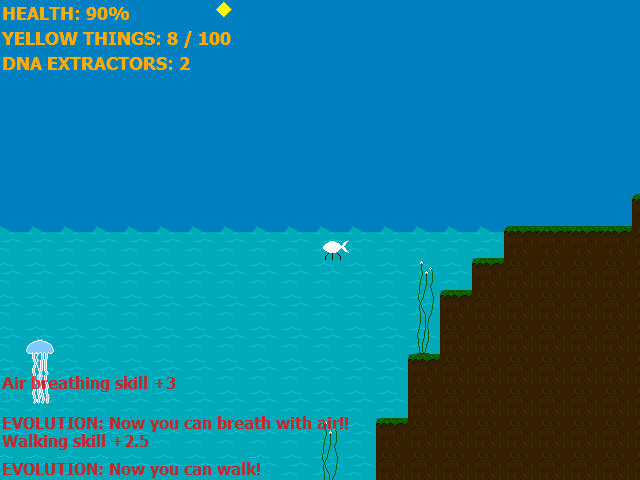 HEALTH: 90%
YELLOW THINGS: 8 / 100
DNA EXTRACTORS: 2
Air breathing skill +3
EVOLUTION: Now you can breath with air!!
Walking skill +2.5
EVOLUTION: Now you can walk!